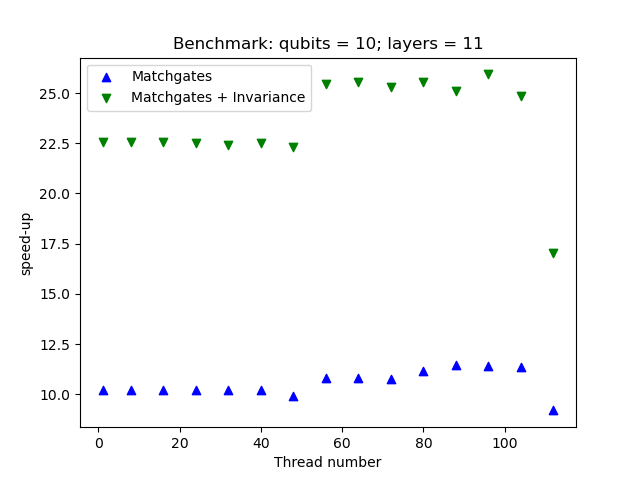 Benchmark: qubits = 10; layers = 11
Matchgates
Matchgates + Invariance
25.0
22.5
20.0
17.5
15.0
12.5
10.0
speed-up
0 20 40 60 80 100
Thread number